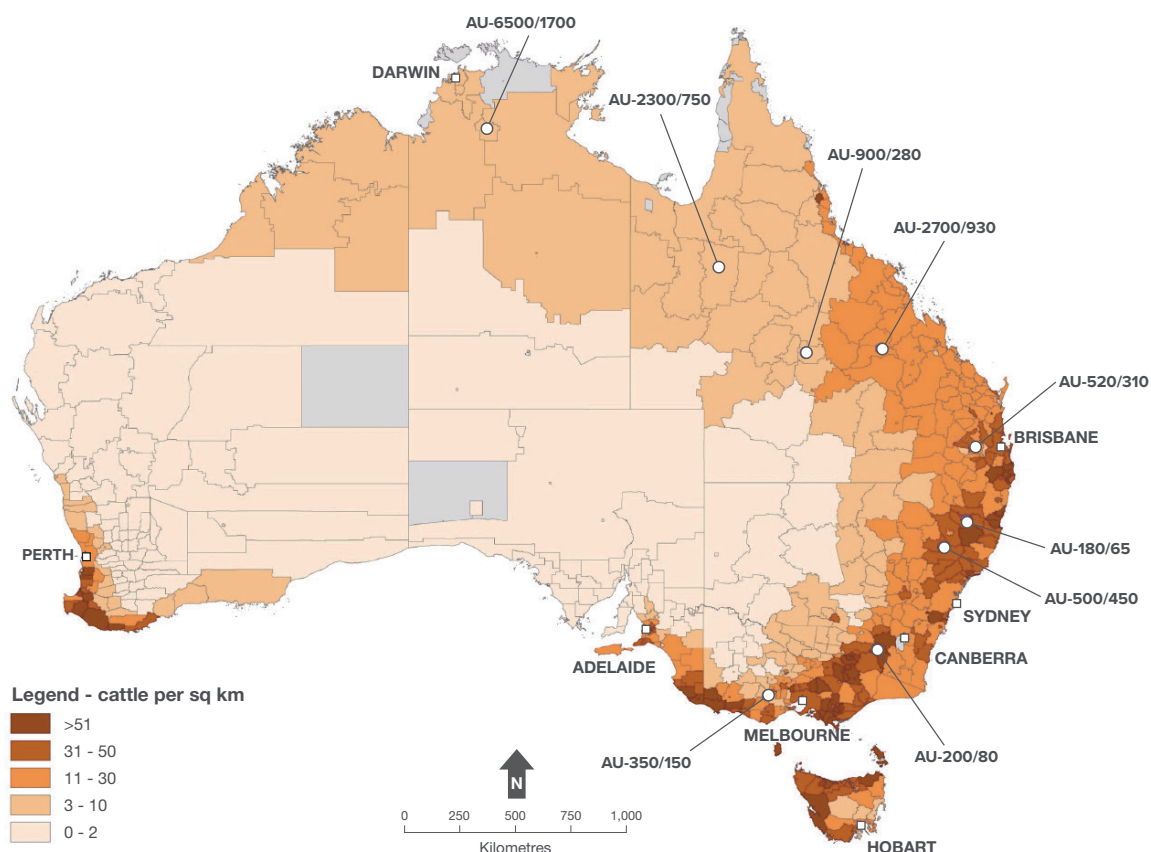 AU-6500/1700
DARWIN
AU-2300/750
AU-900/280
AU-2700/930
AU-520/310
BRISBANE
PERTH
AU-180/65
AU-500/450
SYDNEY
ADELAIDE
CANBERRA
Legend - cattle per sq km
>51
31 - 50
11 - 30
3 - 10
0 - 2
MELBOURNE
AU-350/150
AU-200/80
N
0 250 500 750 1,000
Kilometres
HOBART